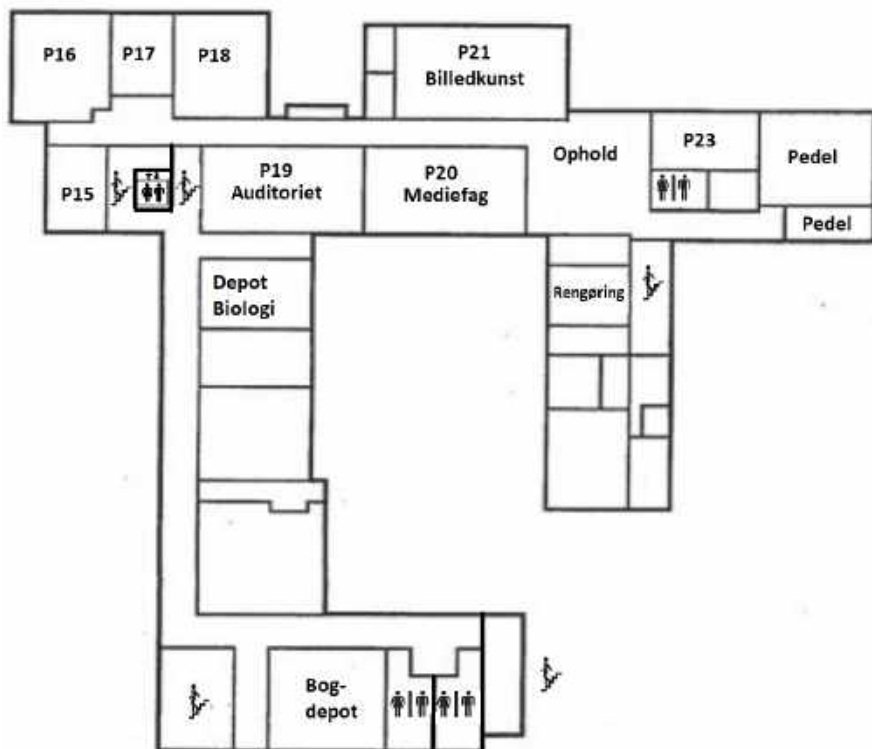 P16
P17
P18
P21
Billedkunst
P15
P19
Auditoriet
P20
Mediefag
Ophold
P23
Pedel
Pedel
Depot
Biologi
Rengøring
Bog-
depot